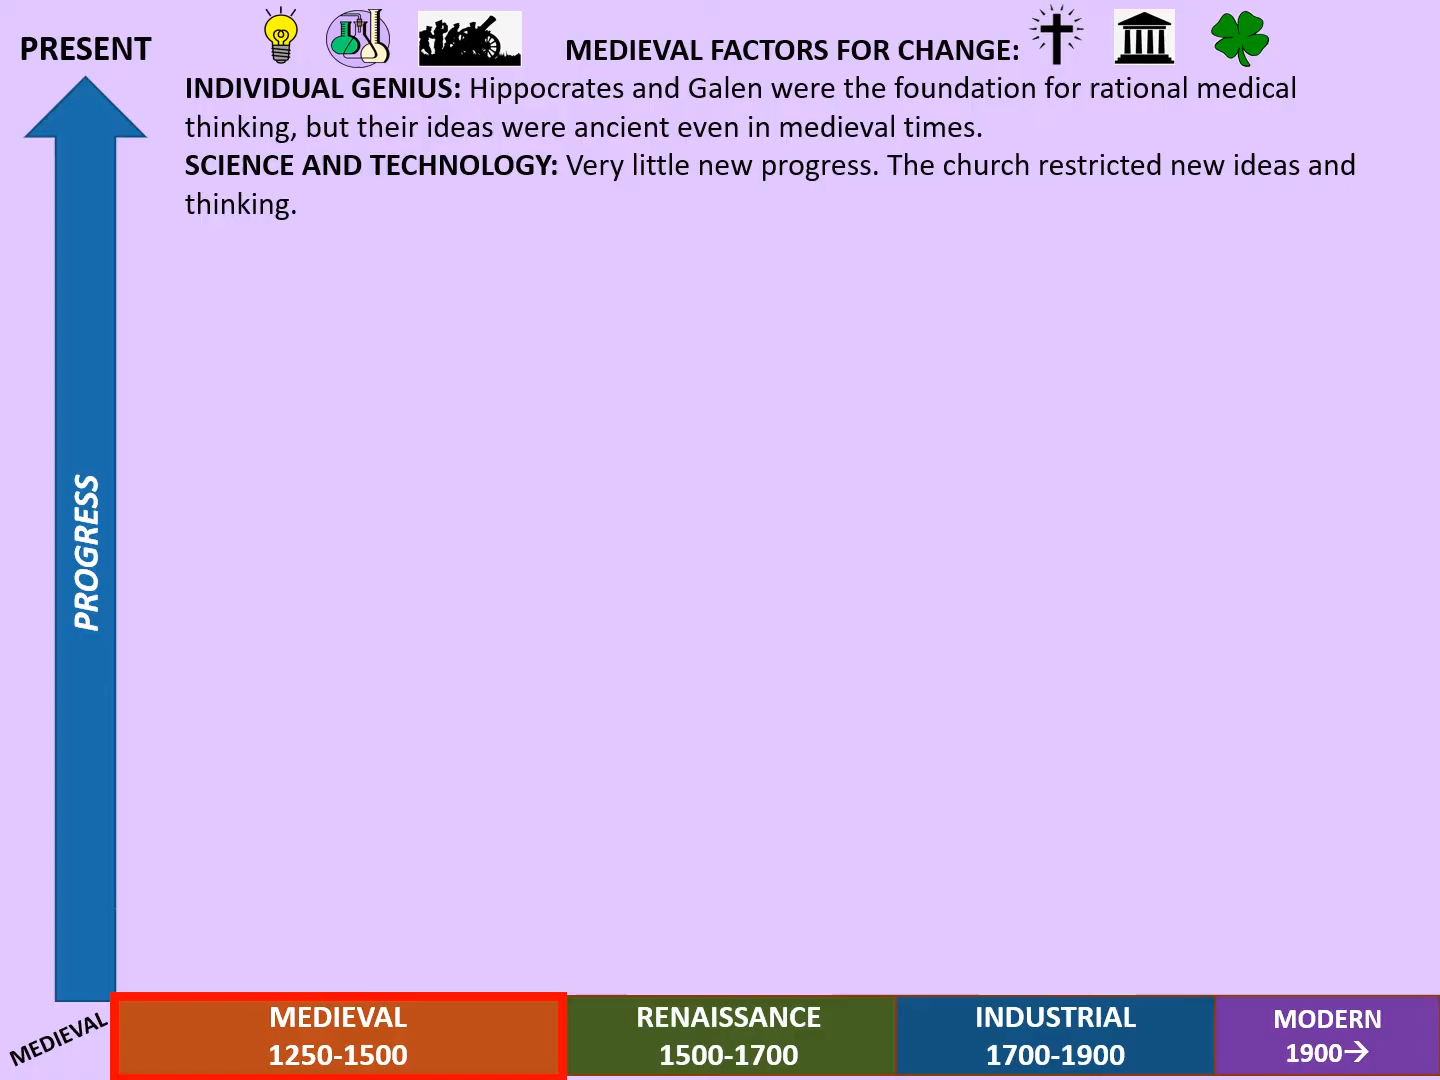 PRESENT
MEDIEVAL FACTORS FOR CHANGE:
INDIVIDUAL GENIUS: Hippocrates and Galen were the foundation for rational medical
thinking, but their ideas were ancient even in medieval times.
SCIENCE AND TECHNOLOGY: Very little new progress. The church restricted new ideas and
thinking.
PROGRESS
MEDIEVAL
MEDIEVAL
1250-1500
RENAISSANCE
1500-1700
INDUSTRIAL
1700-1900
MODERN
1900→